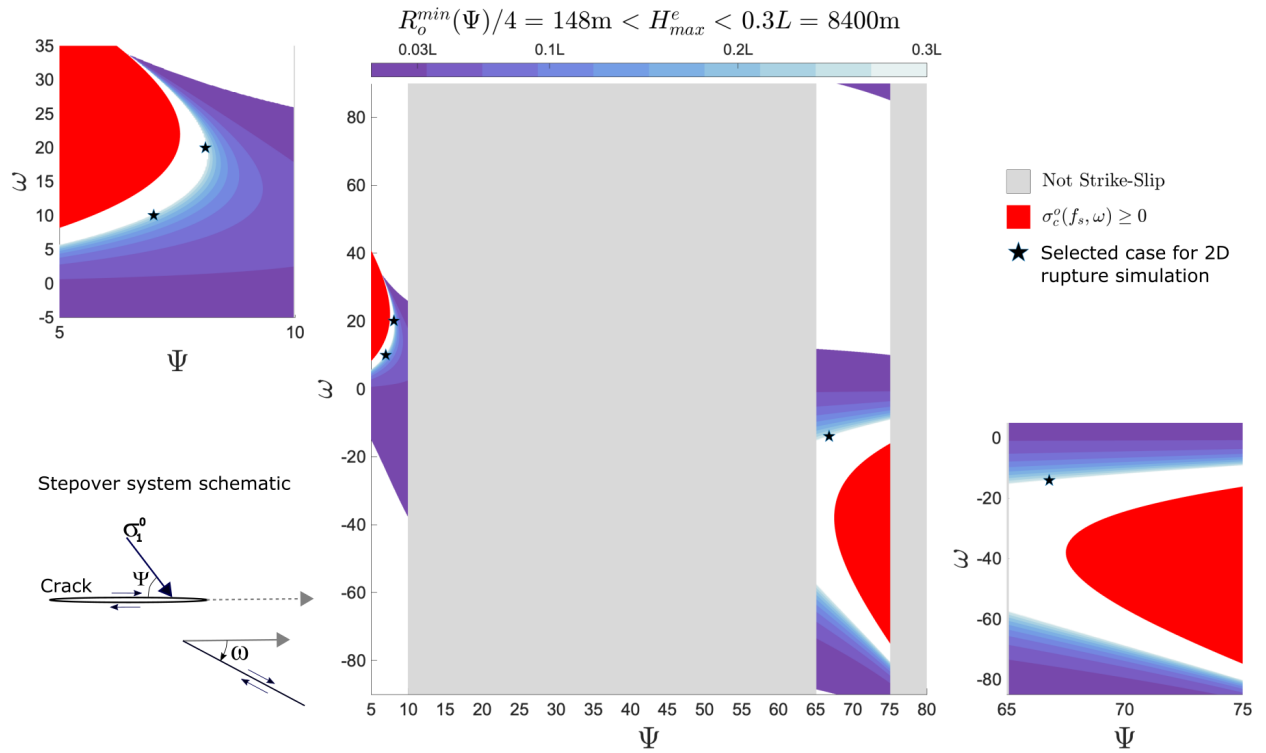 R_o^{min}(Ψ)/4 = 148m < H_{max}^e < 0.3L = 8400m
0.03L 0.1L 0.2L 0.3L
35
30
25
20
15
10
5
0
-5
ω
5 10
Ψ
80
60
40
20
0
-20
-40
-60
-80
ω
5 10 15 20 25 30 35 40 45 50 55 60 65 70 75 80
Ψ
Not Strike-Slip
σ_c^o(f_s, ω) ≥ 0
Selected case for 2D
rupture simulation
Stepover system schematic
σ_1^0
Ψ
Crack
ω
0
-20
-40
-60
-80
ω
65 70 75
Ψ